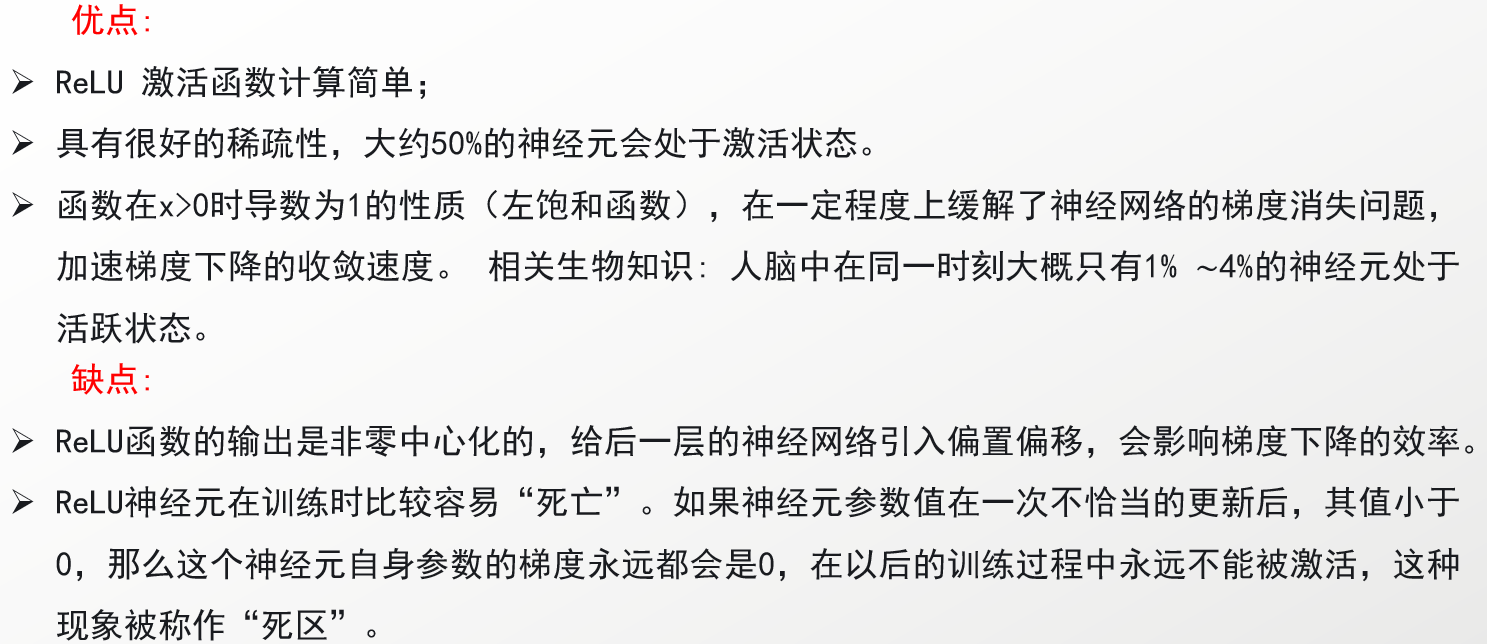 优点:
➢ ReLU 激活函数计算简单；
➢ 具有很好的稀疏性，大约50%的神经元会处于激活状态。
➢ 函数在x>0时导数为1的性质（左饱和函数），在一定程度上缓解了神经网络的梯度消失问题，
加速梯度下降的收敛速度。 相关生物知识: 人脑中在同一时刻大概只有1% ~4%的神经元处于
活跃状态。
缺点:
➢ ReLU函数的输出是非零中心化的，给后一层的神经网络引入偏置偏移，会影响梯度下降的效率。
➢ ReLU神经元在训练时比较容易“死亡”。如果神经元参数值在一次不恰当的更新后，其值小于
0，那么这个神经元自身参数的梯度永远都会是0，在以后的训练过程中永远不能被激活，这种
现象被称作“死区”。